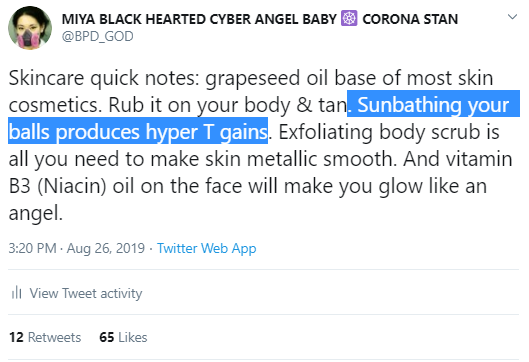 MIYA BLACK HEARTED CYBER ANGEL BABY ☸ CORONA STAN
@BPD_GOD
Skincare quick notes: grapeseed oil base of most skin
cosmetics. Rub it on your body & tan. Sunbathing your
balls produces hyper T gains. Exfoliating body scrub is
all you need to make skin metallic smooth. And vitamin
B3 (Niacin) oil on the face will make you glow like an
angel.
3:20 PM · Aug 26, 2019 · Twitter Web App
View Tweet activity
12 Retweets 65 Likes